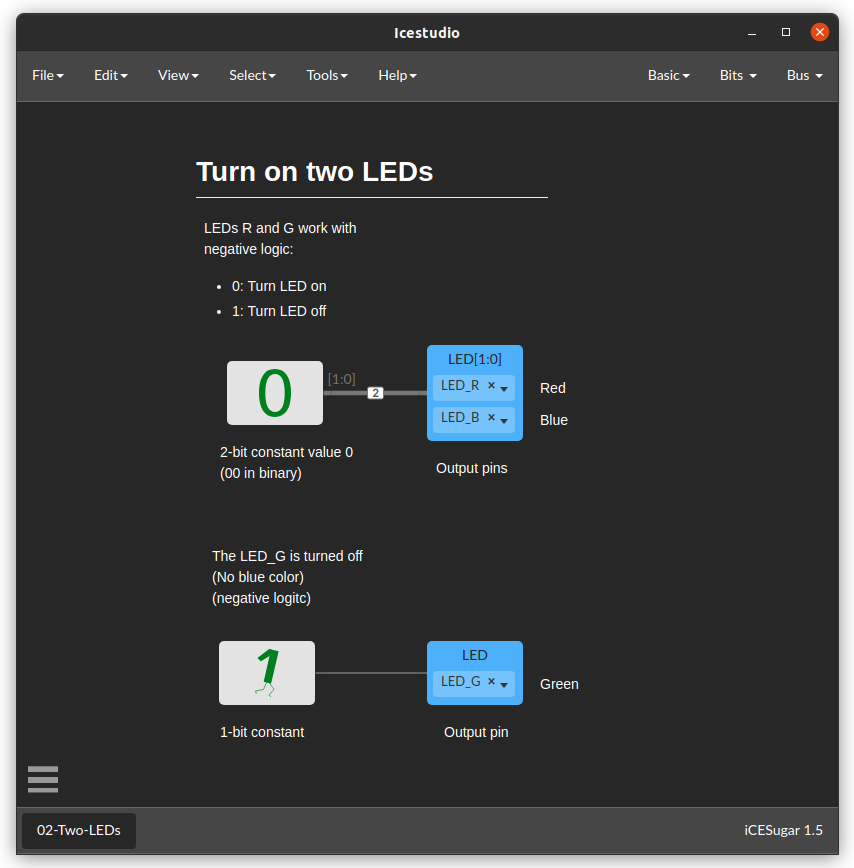 Icestudio
File Edit View Select Tools Help Basic Bits Bus
Turn on two LEDs
LEDs R and G work with
negative logic:
• 0: Turn LED on
• 1: Turn LED off
0
[1:0]
2
LED[1:0]
LED_R ×
LED_B ×
Red
Blue
2-bit constant value 0
(00 in binary)
Output pins
The LED_G is turned off
(No blue color)
(negative logitc)
1
LED
LED_G ×
Green
1-bit constant
Output pin
02-Two-LEDs
iCESugar 1.5